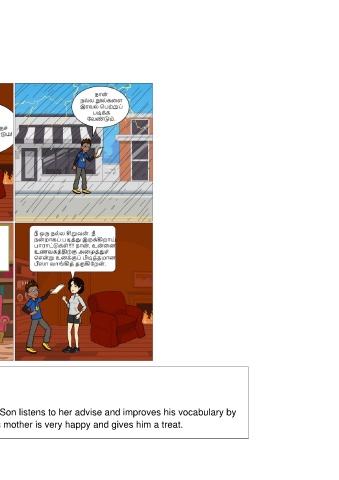 நான்
நல்ல நூல்களை
இரவல் பெற்றுப்
படிக்க
வேண்டும்.
நீ ஒரு நல்ல சிறுவன். நீ
நன்றாகப் படித்து இருக்கிறாய்
பாராட்டுகள்!!! நான், உன்னை
உணவகத்திற்கு அழைத்துச்
சென்று உனக்குப் பிடித்தமான
பீஸா வாங்கித் தருகிறேன்.
Son listens to her advise and improves his vocabulary by
mother is very happy and gives him a treat.